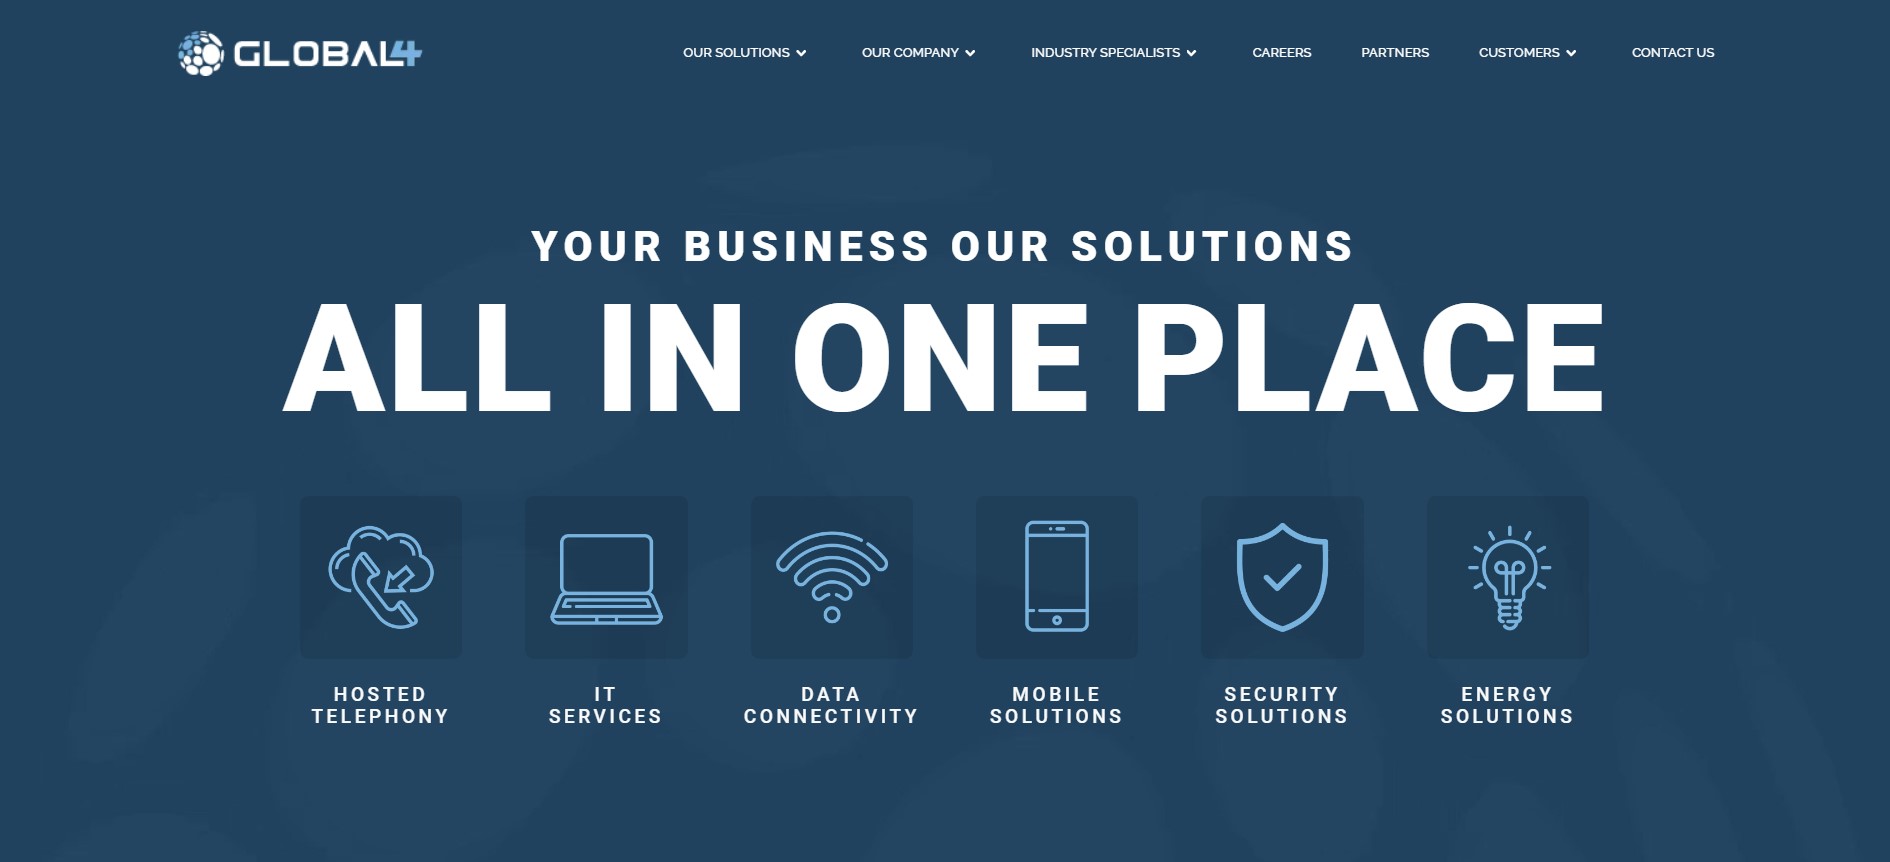 GLOBAL4
OUR SOLUTIONS
OUR COMPANY
INDUSTRY SPECIALISTS
CAREERS
PARTNERS
CUSTOMERS
CONTACT US
YOUR BUSINESS OUR SOLUTIONS
ALL IN ONE PLACE
HOSTED
TELEPHONY
IT
SERVICES
DATA
CONNECTIVITY
MOBILE
SOLUTIONS
SECURITY
SOLUTIONS
ENERGY
SOLUTIONS